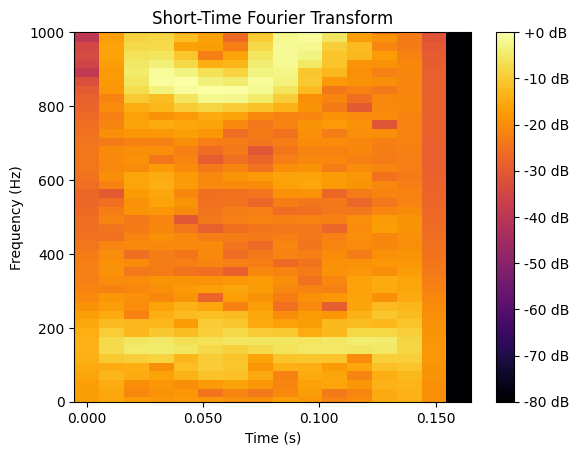 Short-Time Fourier Transform
1000
800
600
400
200
0
Frequency (Hz)
0.000
0.050
0.100
0.150
Time (s)
+0 dB
-10 dB
-20 dB
-30 dB
-40 dB
-50 dB
-60 dB
-70 dB
-80 dB